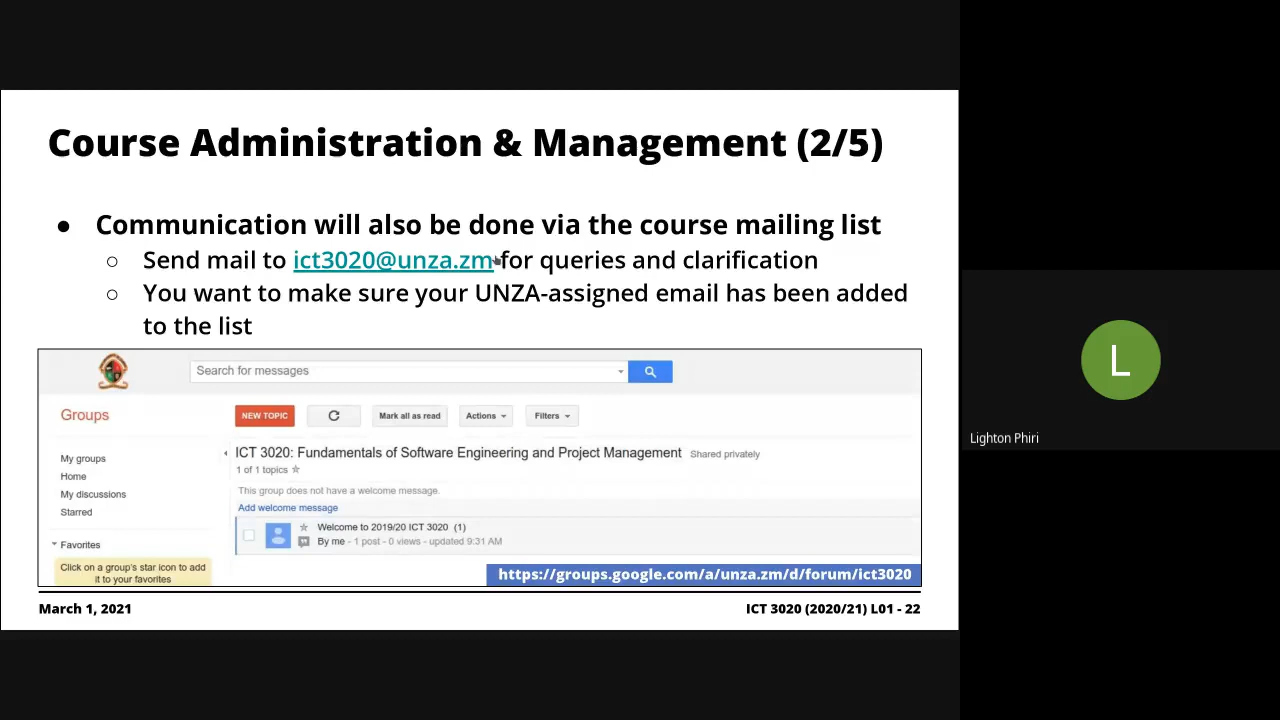 Course Administration & Management (2/5)
● Communication will also be done via the course mailing list
○ Send mail to ict3020@unza.zm for queries and clarification
○ You want to make sure your UNZA-assigned email has been added
to the list
Search for messages
Groups
NEW TOPIC
Mark all as read
Actions
Filters
My groups
Home
My discussions
Starred
Favorites
Click on a group's star icon to add
it to your favorites
ICT 3020: Fundamentals of Software Engineering and Project Management Shared privately
1 of 1 topics
This group does not have a welcome message.
Add welcome message
Welcome to 2019/20 ICT 3020 (1)
By me - 1 post - 0 views - updated 9:31 AM
https://groups.google.com/a/unza.zm/d/forum/ict3020
March 1, 2021
ICT 3020 (2020/21) L01 - 22
L
Lighton Phiri